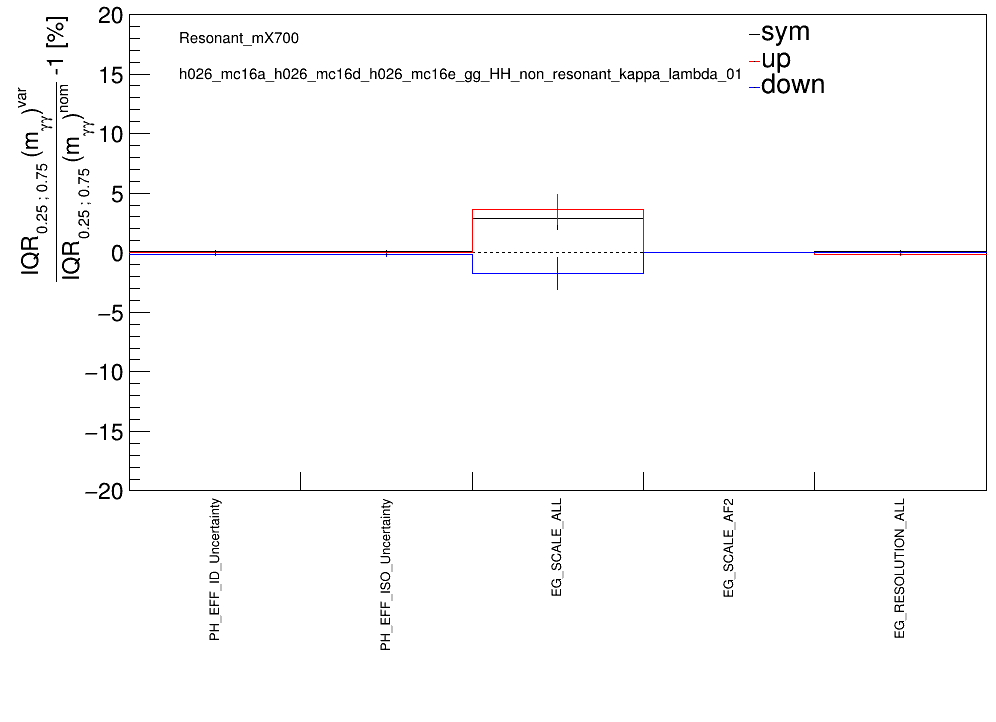 IQR0.25 ; 0.75 (mγγ)var
IQR0.25 ; 0.75 (mγγ)nom -1 [%]
Resonant_mX700
h026_mc16a_h026_mc16d_h026_mc16e_gg_HH_non_resonant_kappa_lambda_01
sym
up
down
20
15
10
5
0
−5
−10
−15
−20
PH_EFF_ID_Uncertainty
PH_EFF_ISO_Uncertainty
EG_SCALE_ALL
EG_SCALE_AF2
EG_RESOLUTION_ALL